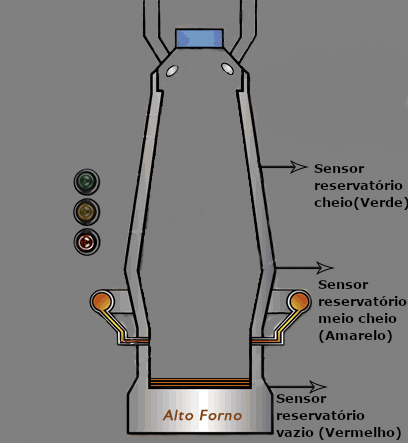 Sensor
reservatório
cheio(Verde)
Sensor
reservatório
meio cheio
(Amarelo)
Alto Forno
Sensor
reservatório
vazio (Vermelho)